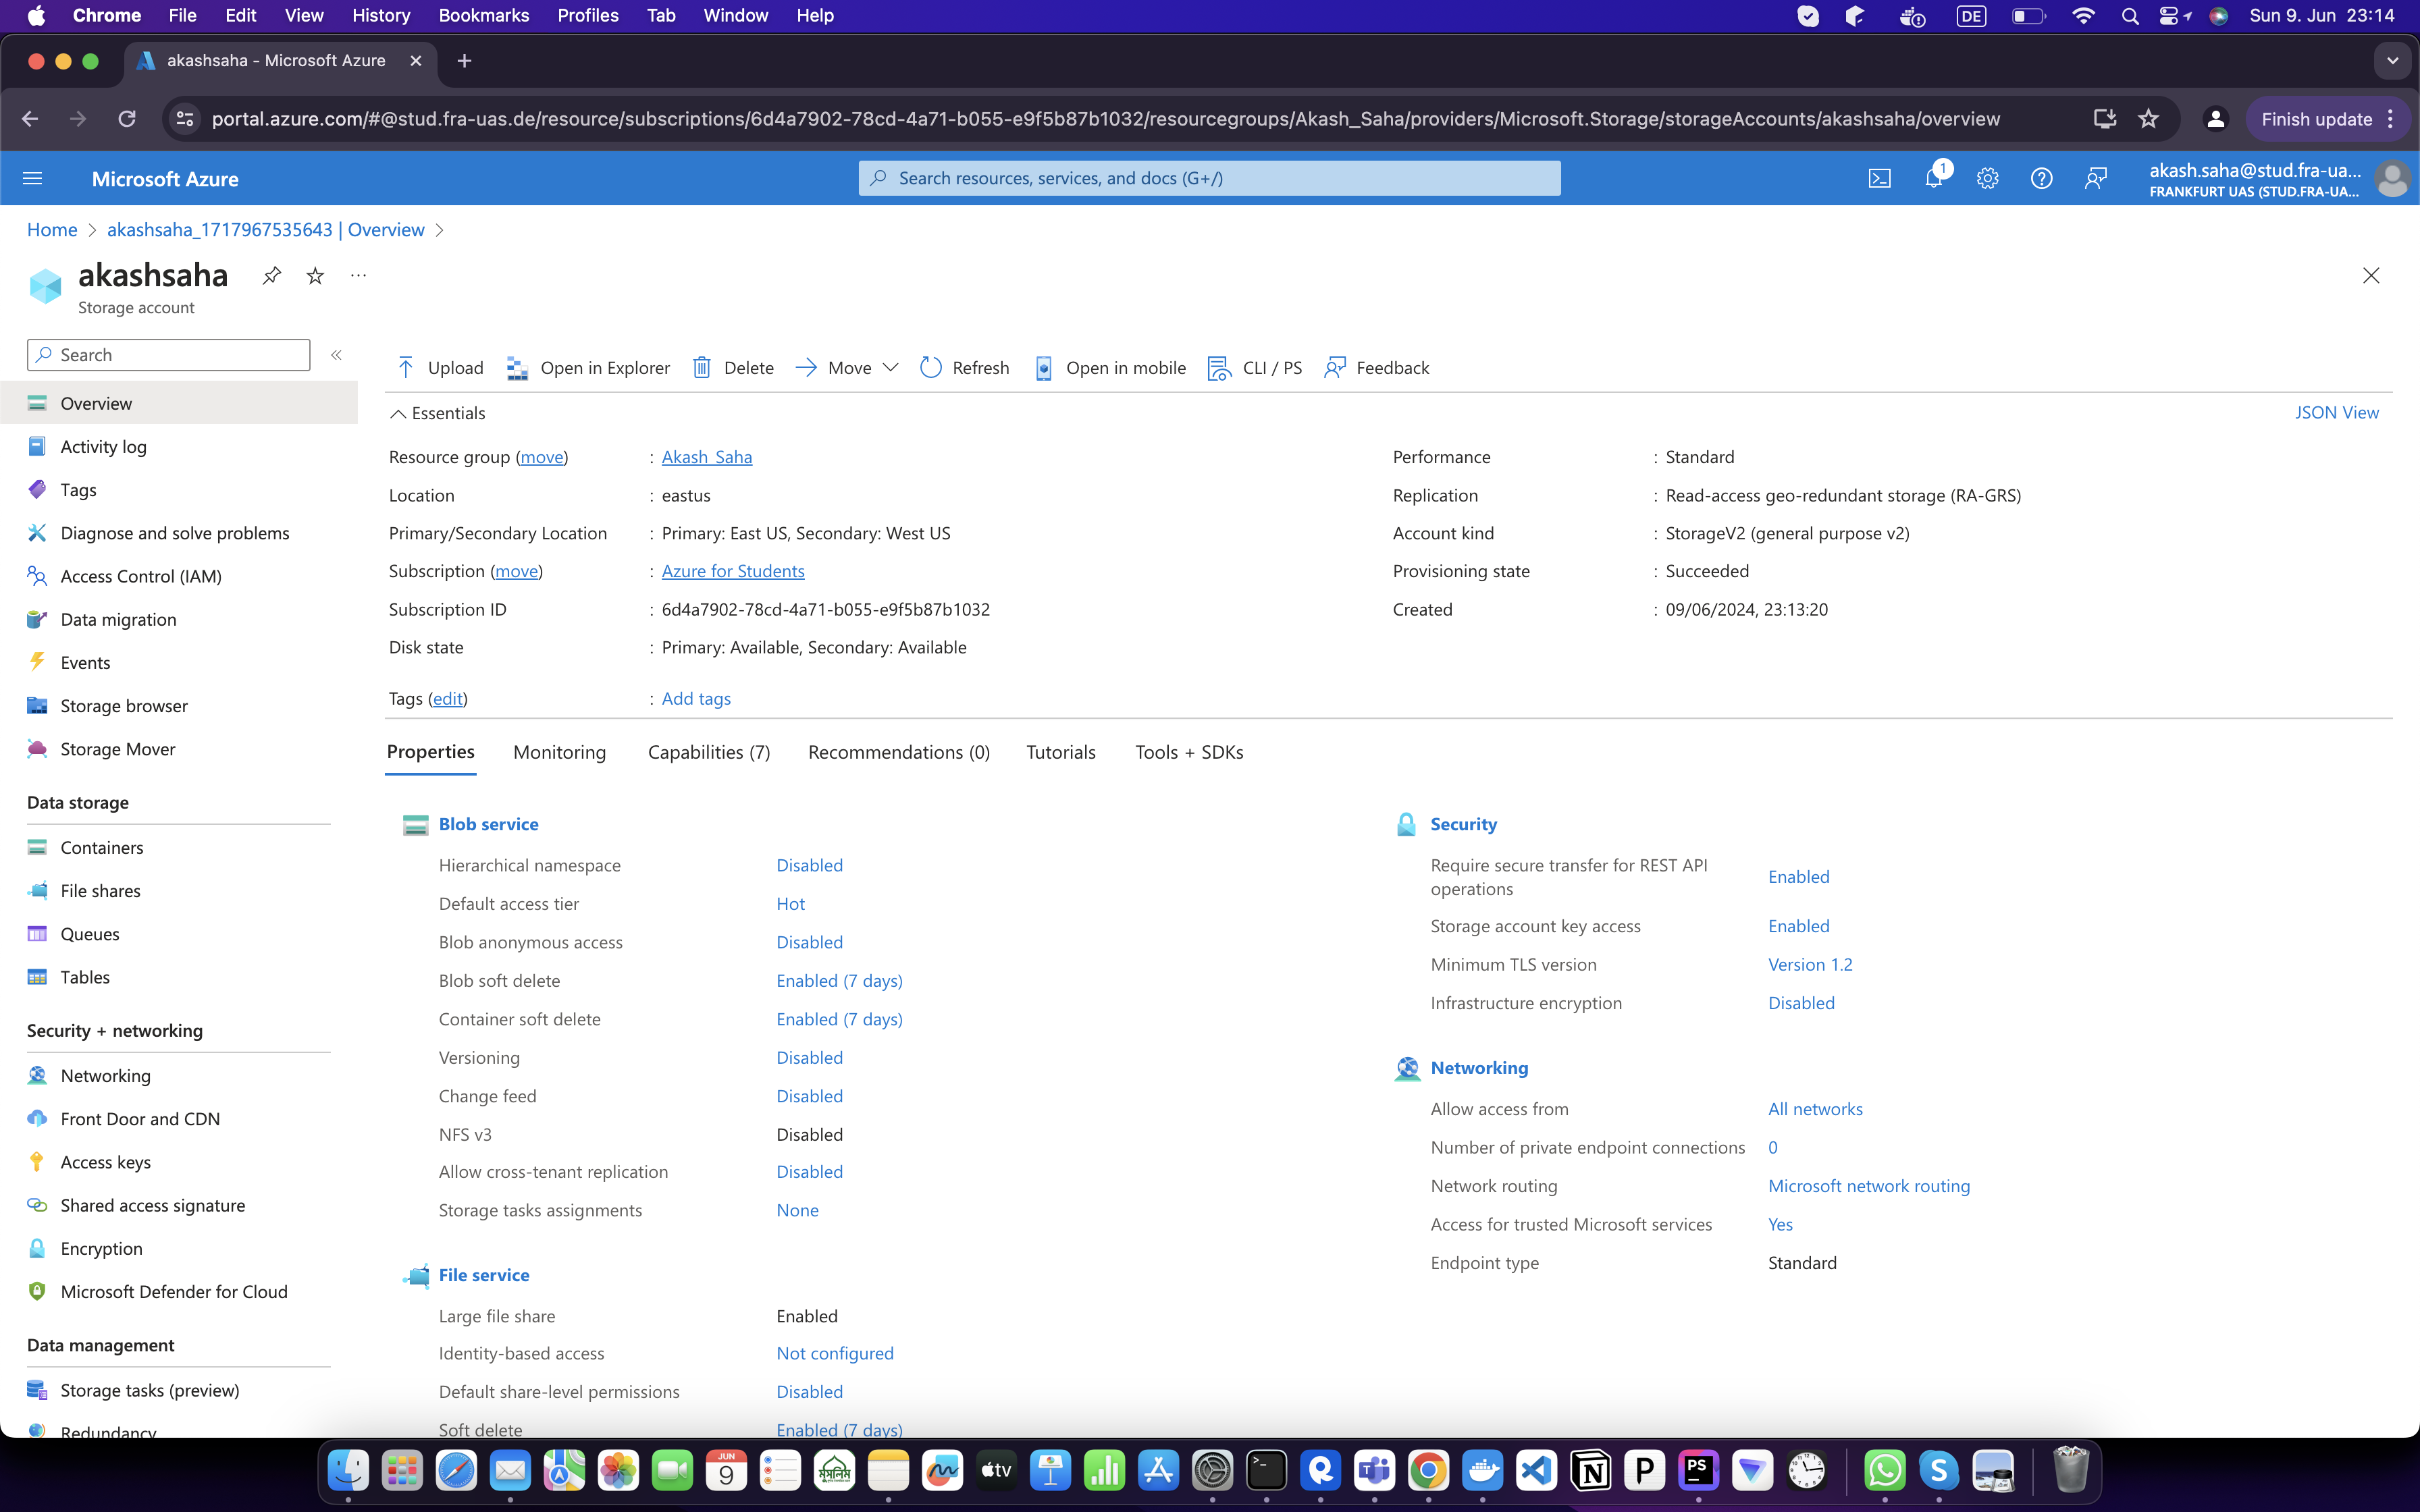 Chrome File Edit View History Bookmarks Profiles Tab Window Help DE Sun 9. Jun 23:14
akashsaha - Microsoft Azure
portal.azure.com/#@stud.fra-uas.de/resource/subscriptions/6d4a7902-78cd-4a71-b055-e9f5b87b1032/resourcegroups/Akash_Saha/providers/Microsoft.Storage/storageAccounts/akashsaha/overview Finish update
Microsoft Azure Search resources, services, and docs (G+/) 1 akash.saha@stud.fra-ua...
FRANKFURT UAS (STUD.FRA-UA...
Home > akashsaha_1717967535643 | Overview >
akashsaha
Storage account
Search
Overview
Activity log
Tags
Diagnose and solve problems
Access Control (IAM)
Data migration
Events
Storage browser
Storage Mover
Data storage
Containers
File shares
Queues
Tables
Security + networking
Networking
Front Door and CDN
Access keys
Shared access signature
Encryption
Microsoft Defender for Cloud
Data management
Storage tasks (preview)
Redundancy
Upload Open in Explorer Delete Move Refresh Open in mobile CLI / PS Feedback
Essentials JSON View
Resource group (move) : Akash_Saha
Location : eastus
Primary/Secondary Location : Primary: East US, Secondary: West US
Subscription (move) : Azure for Students
Subscription ID : 6d4a7902-78cd-4a71-b055-e9f5b87b1032
Disk state : Primary: Available, Secondary: Available
Tags (edit) : Add tags
Performance : Standard
Replication : Read-access geo-redundant storage (RA-GRS)
Account kind : StorageV2 (general purpose v2)
Provisioning state : Succeeded
Created : 09/06/2024, 23:13:20
Properties Monitoring Capabilities (7) Recommendations (0) Tutorials Tools + SDKs
Blob service
Hierarchical namespace Disabled
Default access tier Hot
Blob anonymous access Disabled
Blob soft delete Enabled (7 days)
Container soft delete Enabled (7 days)
Versioning Disabled
Change feed Disabled
NFS v3 Disabled
Allow cross-tenant replication Disabled
Storage tasks assignments None
File service
Large file share Enabled
Identity-based access Not configured
Default share-level permissions Disabled
Soft delete Enabled (7 days)
Security
Require secure transfer for REST API
operations Enabled
Storage account key access Enabled
Minimum TLS version Version 1.2
Infrastructure encryption Disabled
Networking
Allow access from All networks
Number of private endpoint connections 0
Network routing Microsoft network routing
Access for trusted Microsoft services Yes
Endpoint type Standard
JUN
9
মুসলিম
tv
PS